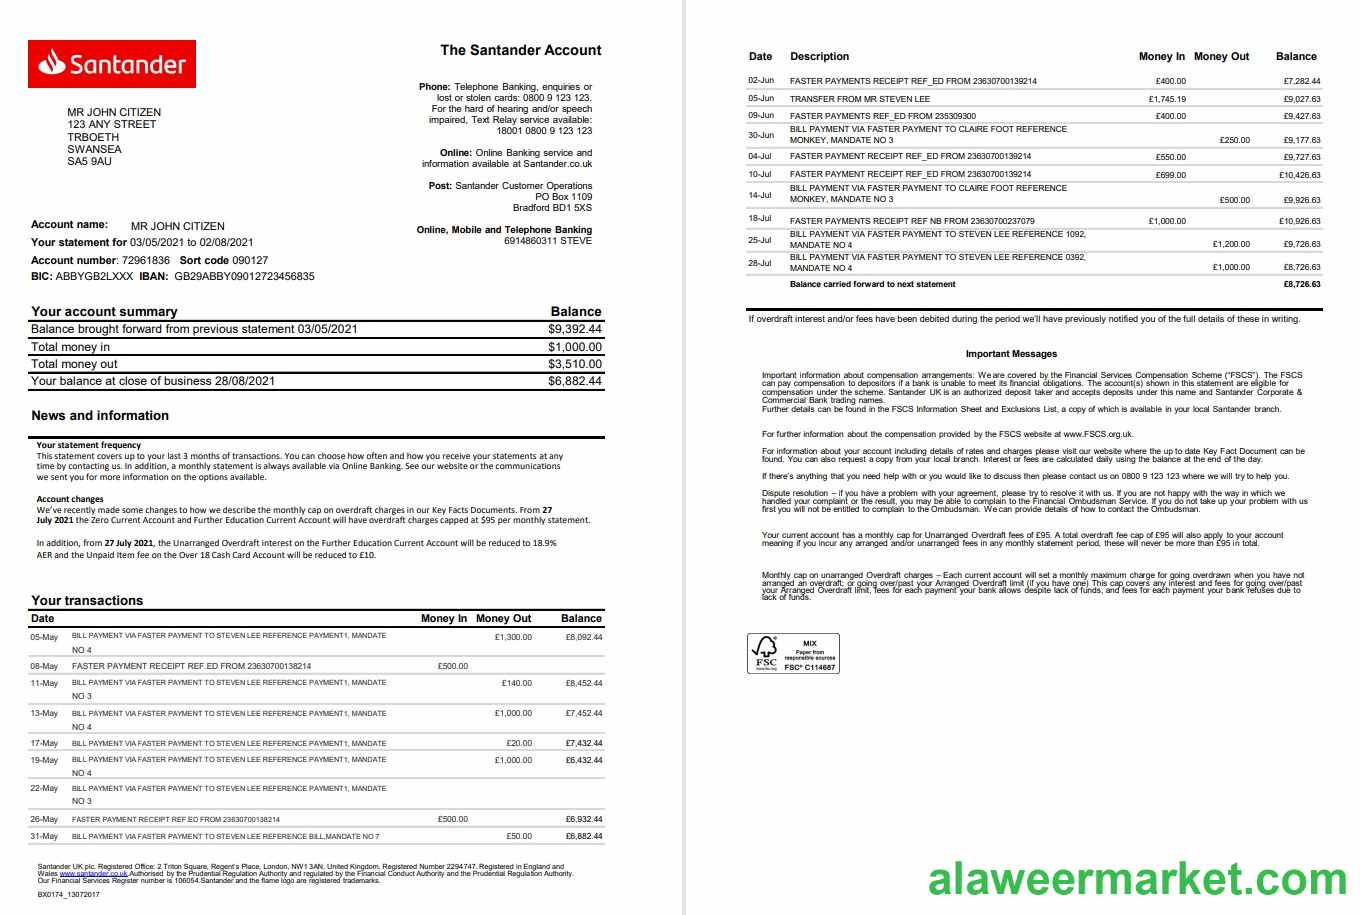 Santander
The Santander Account
MR JOHN CITIZEN
123 ANY STREET
TRBOETH
SWANSEA
SA5 9AU
Phone: Telephone Banking, enquiries or
lost or stolen cards: 0800 9 123 123.
For the hard of hearing and/or speech
impaired, Text Relay service available:
18001 0800 9 123 123
Online: Online Banking service and
information available at Santander.co.uk
Post: Santander Customer Operations
PO Box 1109
Bradford BD1 5XS
Online, Mobile and Telephone Banking
6914860311 STEVE
Account name: MR JOHN CITIZEN
Your statement for 03/05/2021 to 02/08/2021
Account number: 72961836 Sort code 090127
BIC: ABBYGB2LXXX IBAN: GB29ABBY09012723456835
Your account summary Balance
Balance brought forward from previous statement 03/05/2021 $9,392.44
Total money in $1,000.00
Total money out $3,510.00
Your balance at close of business 28/08/2021 $6,882.44
News and information
Your statement frequency
This statement covers up to your last 3 months of transactions. You can choose how often and how you receive your statements at any
time by contacting us. In addition, a monthly statement is always available via Online Banking. See our website or the communications
we sent you for more information on the options available.
Account changes
We've recently made some changes to how we describe the monthly cap on overdraft charges in our Key Facts Documents. From 27
July 2021 the Zero Current Account and Further Education Current Account will have overdraft charges capped at $95 per monthly statement.
In addition, from 27 July 2021, the Unarranged Overdraft interest on the Further Education Current Account will be reduced to 18.9%
AER and the Unpaid Item fee on the Over 18 Cash Card Account will be reduced to £10.
Your transactions
Date Money In Money Out Balance
05-May BILL PAYMENT VIA FASTER PAYMENT TO STEVEN LEE REFERENCE PAYMENT1, MANDATE £1,300.00 £8,092.44
NO 4
08-May FASTER PAYMENT RECEIPT REF.ED FROM 23630700138214 £500.00
11-May BILL PAYMENT VIA FASTER PAYMENT TO STEVEN LEE REFERENCE PAYMENT1, MANDATE £140.00 £8,452.44
NO 3
13-May BILL PAYMENT VIA FASTER PAYMENT TO STEVEN LEE REFERENCE PAYMENT1, MANDATE £1,000.00 £7,452.44
NO 4
17-May BILL PAYMENT VIA FASTER PAYMENT TO STEVEN LEE REFERENCE PAYMENT1, MANDATE £20.00 £7,432.44
19-May BILL PAYMENT VIA FASTER PAYMENT TO STEVEN LEE REFERENCE PAYMENT1, MANDATE £1,000.00 £6,432.44
NO 4
22-May BILL PAYMENT VIA FASTER PAYMENT TO STEVEN LEE REFERENCE PAYMENT1, MANDATE
NO 3
26-May FASTER PAYMENT RECEIPT REF.ED FROM 23630700138214 £500.00 £6,932.44
31-May BILL PAYMENT VIA FASTER PAYMENT TO STEVEN LEE REFERENCE BILL,MANDATE NO 7 £50.00 £6,882.44
Santander UK plc. Registered Office: 2 Triton Square, Regent's Place, London, NW1 3AN, United Kingdom. Registered Number 2294747. Registered in England and
Wales www.santander.co.uk.Authorised by the Prudential Regulation Authority and regulated by the Financial Conduct Authority and the Prudential Regulation Authority.
Our Financial Services Register number is 106054.Santander and the flame logo are registered trademarks.
BX0174_13072017
Date Description Money In Money Out Balance
02-Jun FASTER PAYMENTS RECEIPT REF_ED FROM 23630700139214 £400.00 £7,282.44
05-Jun TRANSFER FROM MR STEVEN LEE £1,745.19 £9,027.63
09-Jun FASTER PAYMENTS REF_ED FROM 235309300 £400.00 £9,427.63
30-Jun BILL PAYMENT VIA FASTER PAYMENT TO CLAIRE FOOT REFERENCE
MONKEY, MANDATE NO 3 £250.00 £9,177.63
04-Jul FASTER PAYMENT RECEIPT REF_ED FROM 23630700139214 £550.00 £9,727.63
10-Jul FASTER PAYMENT RECEIPT REF_ED FROM 23630700139214 £699.00 £10,426.63
14-Jul BILL PAYMENT VIA FASTER PAYMENT TO CLAIRE FOOT REFERENCE
MONKEY, MANDATE NO 3 £500.00 £9,926.63
18-Jul FASTER PAYMENTS RECEIPT REF NB FROM 23630700237079 £1,000.00 £10,926.63
25-Jul BILL PAYMENT VIA FASTER PAYMENT TO STEVEN LEE REFERENCE 1092,
MANDATE NO 4 £1,200.00 £9,726.63
28-Jul BILL PAYMENT VIA FASTER PAYMENT TO STEVEN LEE REFERENCE 0392,
MANDATE NO 4 £1,000.00 £8,726.63
Balance carried forward to next statement £8,726.63
If overdraft interest and/or fees have been debited during the period we'll have previously notified you of the full details of these in writing.
Important Messages
Important information about compensation arrangements: We are covered by the Financial Services Compensation Scheme ("FSCS"). The FSCS
can pay compensation to depositors if a bank is unable to meet its financial obligations. The account(s) shown in this statement are eligible for
compensation under the scheme. Santander UK is an authorized deposit taker and accepts deposits under this name and Santander Corporate &
Commercial Bank trading names.
Further details can be found in the FSCS Information Sheet and Exclusions List, a copy of which is available in your local Santander branch.
For further information about the compensation provided by the FSCS website at www.FSCS.org.uk.
For information about your account including details of rates and charges please visit our website where the up to date Key Fact Document can be
found. You can also request a copy from your local branch. Interest or fees are calculated daily using the balance at the end of the day.
If there's anything that you need help with or you would like to discuss then please contact us on 0800 9 123 123 where we will try to help you.
Dispute resolution – if you have a problem with your agreement, please try to resolve it with us. If you are not happy with the way in which we
handled your complaint or the result, you may be able to complain to the Financial Ombudsman Service. If you do not take up your problem with us
first you will not be entitled to complain to the Ombudsman. We can provide details of how to contact the Ombudsman.
Your current account has a monthly cap for Unarranged Overdraft fees of £95. A total overdraft fee cap of £95 will also apply to your account
meaning if you incur any arranged and/or unarranged fees in any monthly statement period, these will never be more than £95 in total.
Monthly cap on unarranged Overdraft charges – Each current account will set a monthly maximum charge for going overdrawn when you have not
arranged an overdraft; or going over/past your Arranged Overdraft limit (if you have one) This cap covers any interest and fees for going over/past
your Arranged Overdraft limit, fees for each payment your bank allows despite lack of funds, and fees for each payment your bank refuses due to
lack of funds.
FSC
www.fsc.org
MIX
Paper from
responsible sources
FSC® C114687
alaweermarket.com